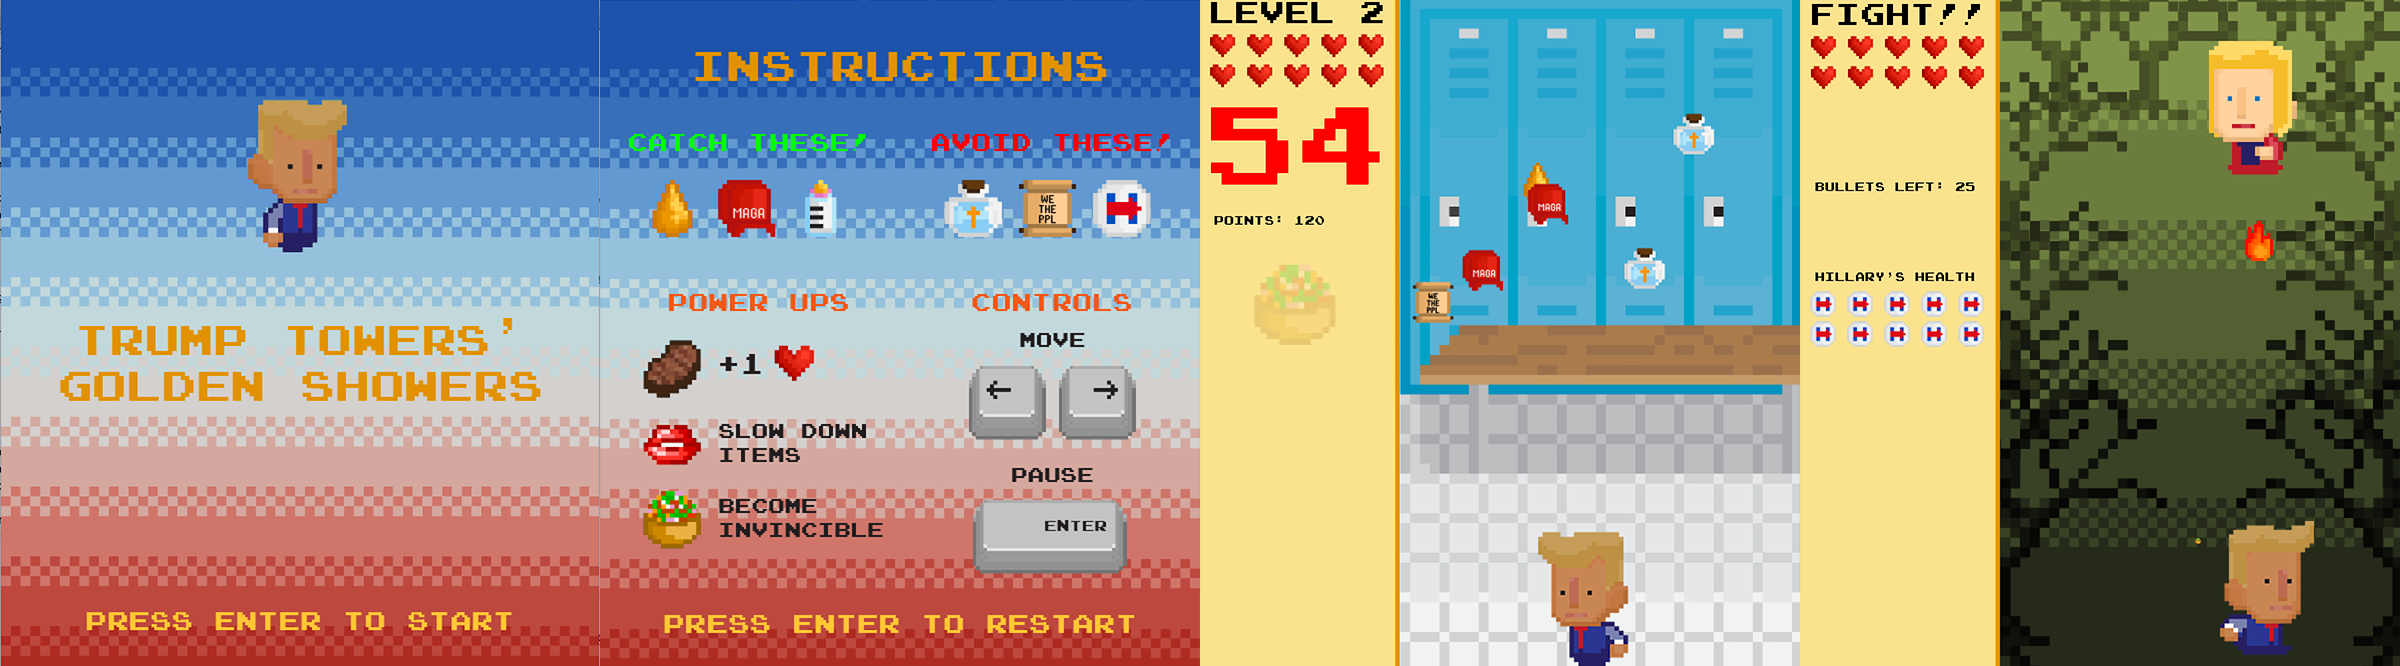 TRUMP TOWERS'
GOLDEN SHOWERS
PRESS ENTER TO START
INSTRUCTIONS
CATCH THESE!
AVOID THESE!
MAGA
WE
THE
PPL
H
POWER UPS
+1
SLOW DOWN
ITEMS
BECOME
INVINCIBLE
CONTROLS
MOVE
← →
PAUSE
ENTER
PRESS ENTER TO RESTART
LEVEL 2
54
POINTS: 120
MAGA
MAGA
WE
THE
PPL
FIGHT!!
BULLETS LEFT: 25
HILLARY'S HEALTH
H H H H H
H H H H H